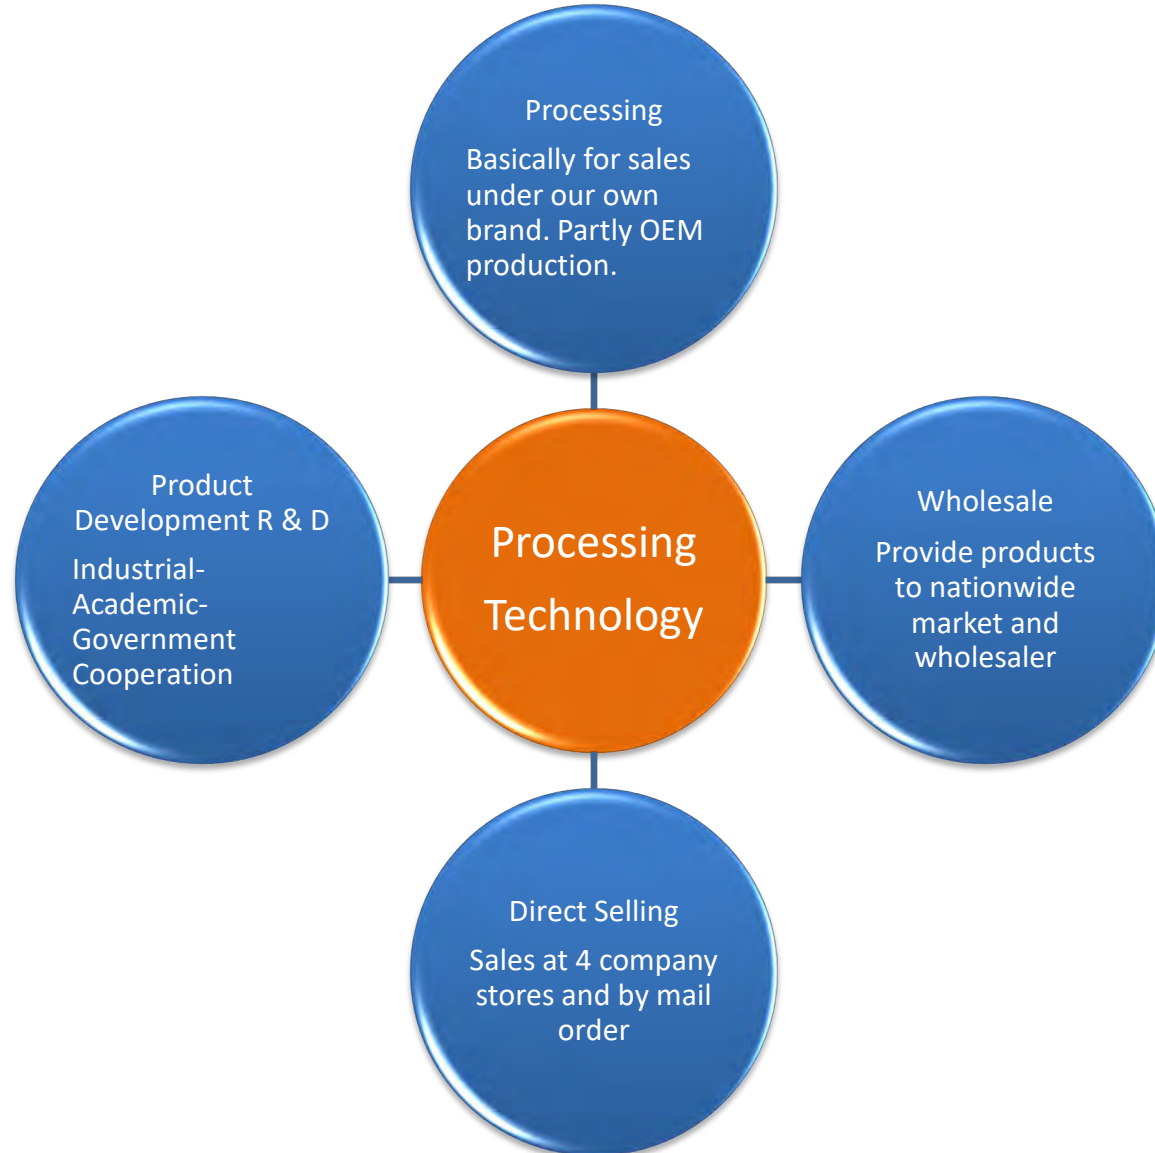 Processing
Basically for sales
under our own
brand. Partly OEM
production.
Product
Development R & D
Industrial-
Academic-
Government
Cooperation
Processing
Technology
Wholesale
Provide products
to nationwide
market and
wholesaler
Direct Selling
Sales at 4 company
stores and by mail
order